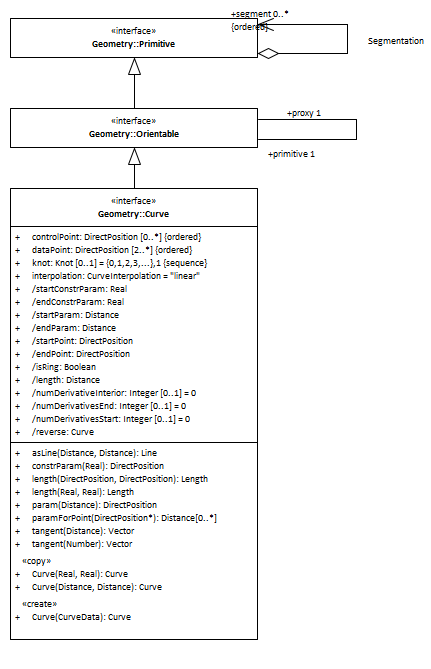 +segment 0..*
{ordered}
«interface»
Geometry::Primitive
Segmentation
«interface»
Geometry::Orientable
+proxy 1
+primitive 1
«interface»
Geometry::Curve
+ controlPoint: DirectPosition [0..*] {ordered}
+ dataPoint: DirectPosition [2..*] {ordered}
+ knot: Knot [0..1] = {0,1,2,3,...},1 {sequence}
+ interpolation: CurveInterpolation = "linear"
+ /startConstrParam: Real
+ /endConstrParam: Real
+ /startParam: Distance
+ /endParam: Distance
+ /startPoint: DirectPosition
+ /endPoint: DirectPosition
+ /isRing: Boolean
+ /length: Distance
+ /numDerivativeInterior: Integer [0..1] = 0
+ /numDerivativesEnd: Integer [0..1] = 0
+ /numDerivativesStart: Integer [0..1] = 0
+ /reverse: Curve
+ asLine(Distance, Distance): Line
+ constrParam(Real): DirectPosition
+ length(DirectPosition, DirectPosition): Length
+ length(Real, Real): Length
+ param(Distance): DirectPosition
+ paramForPoint(DirectPosition*): Distance[0..*]
+ tangent(Distance): Vector
+ tangent(Number): Vector
«copy»
+ Curve(Real, Real): Curve
+ Curve(Distance, Distance): Curve
«create»
+ Curve(CurveData): Curve